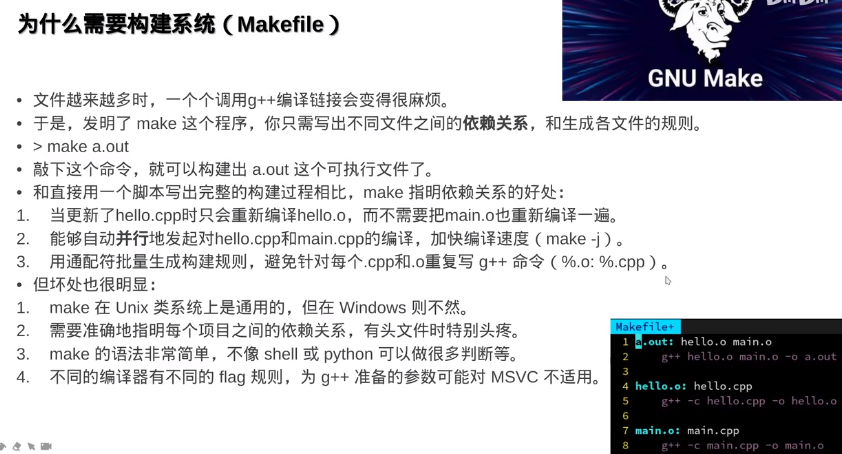 为什么需要构建系统（Makefile）
GNU Make
• 文件越来越多时，一个个调用g++编译链接会变得很麻烦。
• 于是，发明了 make 这个程序，你只需写出不同文件之间的依赖关系，和生成各文件的规则。
• > make a.out
• 敲下这个命令，就可以构建出 a.out 这个可执行文件了。
• 和直接用一个脚本写出完整的构建过程相比，make 指明依赖关系的好处：
1. 当更新了hello.cpp时只会重新编译hello.o，而不需要把main.o也重新编译一遍。
2. 能够自动并行地发起对hello.cpp和main.cpp的编译，加快编译速度（make -j）。
3. 用通配符批量生成构建规则，避免针对每个.cpp和.o重复写 g++ 命令（%.o: %.cpp）。
• 但坏处也很明显：
1. make 在 Unix 类系统上是通用的，但在 Windows 则不然。
2. 需要准确地指明每个项目之间的依赖关系，有头文件时特别头疼。
3. make 的语法非常简单，不像 shell 或 python 可以做很多判断等。
4. 不同的编译器有不同的 flag 规则，为 g++ 准备的参数可能对 MSVC 不适用。
Makefile+
1 a.out: hello.o main.o
2 g++ hello.o main.o -o a.out
3
4 hello.o: hello.cpp
5 g++ -c hello.cpp -o hello.o
6
7 main.o: main.cpp
8 g++ -c main.cpp -o main.o